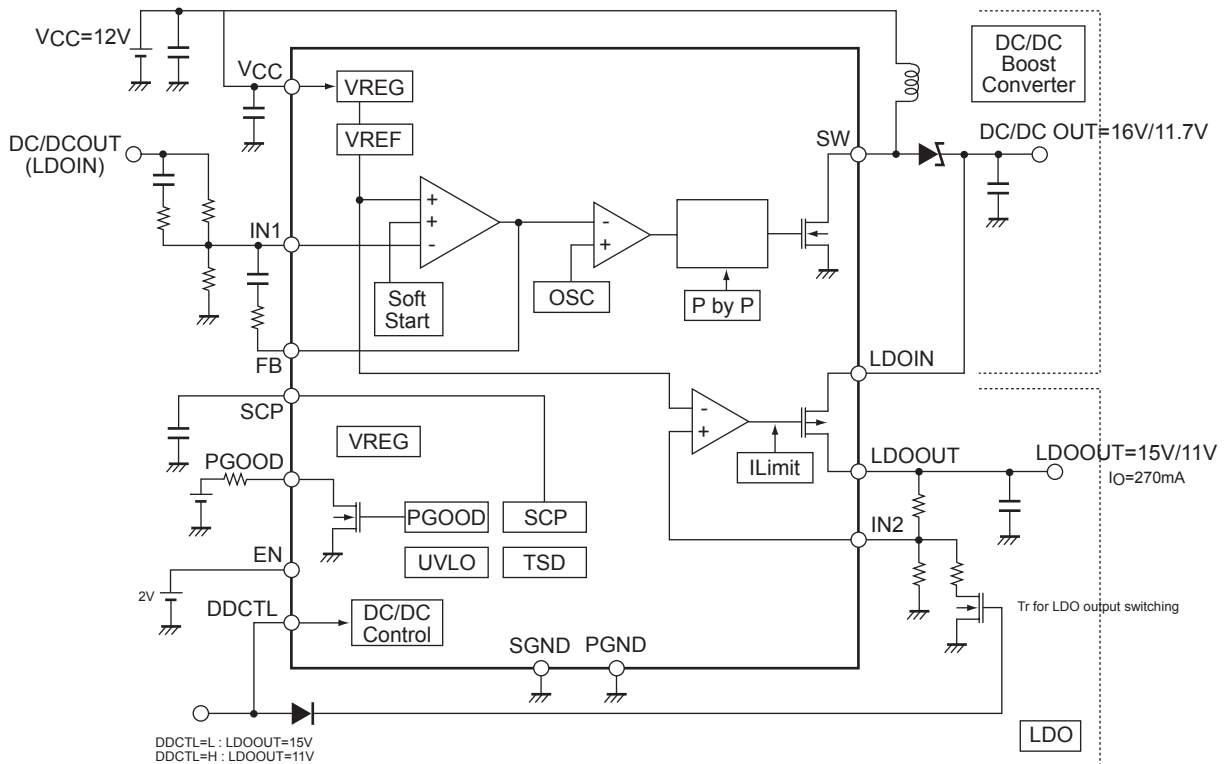 VCC=12V
DC/DC
Boost
Converter
VCC
VREG
DC/DCOUT
(LDOIN)
VREF
SW
DC/DC OUT=16V/11.7V
+
+
-
-
+
IN1
Soft
Start
OSC
P by P
FB
LDOIN
SCP
-
+
VREG
ILimit
LDOOUT
LDOOUT=15V/11V
IO=270mA
PGOOD
PGOOD
SCP
IN2
EN
UVLO
TSD
2V
DDCTL
DC/DC
Control
Tr for LDO output switching
SGND
PGND
LDO
DDCTL=L : LDOOUT=15V
DDCTL=H : LDOOUT=11V